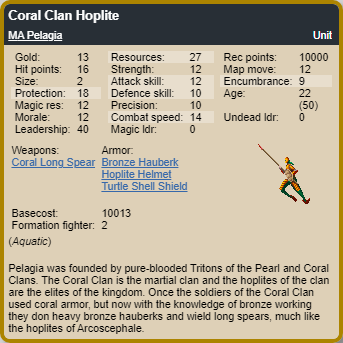 Coral Clan Hoplite
MA Pelagia Unit
Gold: 13 Resources: 27 Rec points: 10000
Hit points: 16 Strength: 12 Map move: 12
Size: 2 Attack skill: 12 Encumbrance: 9
Protection: 18 Defence skill: 10 Age: 22
Magic res: 12 Precision: 10 (50)
Morale: 12 Combat speed: 14 Undead ldr: 0
Leadership: 40 Magic ldr: 0
Weapons: Armor:
Coral Long Spear Bronze Hauberk
Hoplite Helmet
Turtle Shell Shield
Basecost: 10013
Formation fighter: 2
(Aquatic)
Pelagia was founded by pure-blooded Tritons of the Pearl and Coral
Clans. The Coral Clan is the martial clan and the hoplites of the clan
are the elites of the kingdom. Once the soldiers of the Coral Clan
used coral armor, but now with the knowledge of bronze working
they don heavy bronze hauberks and wield long spears, much like
the hoplites of Arcoscephale.